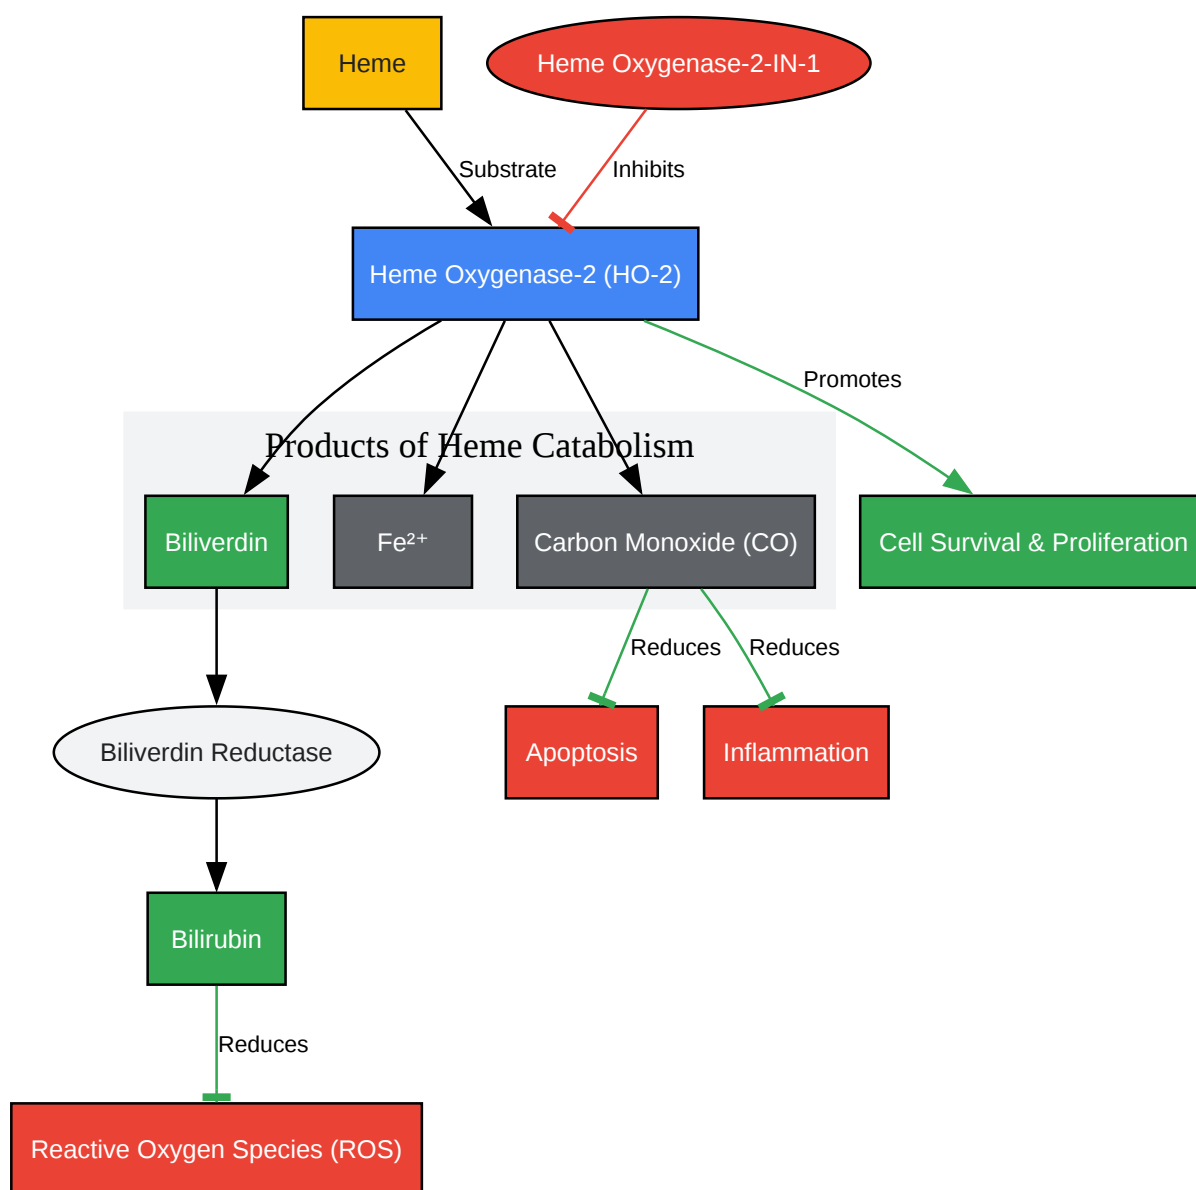 Heme
Heme Oxygenase-2-IN-1
Substrate
Inhibits
Heme Oxygenase-2 (HO-2)
Promotes
Products of Heme Catabolism
Biliverdin
Fe²⁺
Carbon Monoxide (CO)
Cell Survival & Proliferation
Reduces
Reduces
Biliverdin Reductase
Apoptosis
Inflammation
Bilirubin
Reduces
Reactive Oxygen Species (ROS)